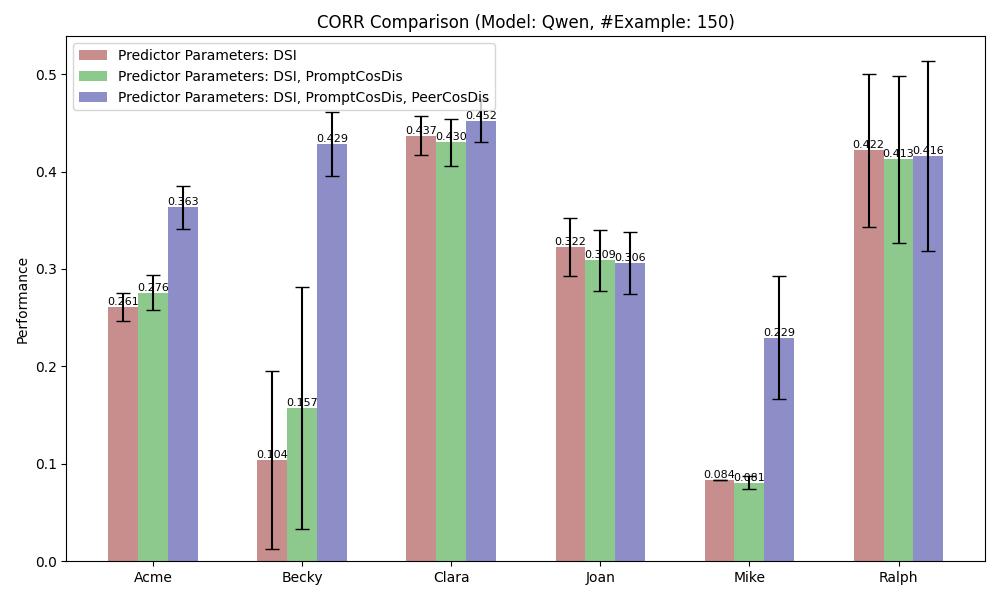 CORR Comparison (Model: Qwen, #Example: 150)
Predictor Parameters: DSI
Predictor Parameters: DSI, PromptCosDis
Predictor Parameters: DSI, PromptCosDis, PeerCosDis
Performance
0.5
0.4
0.3
0.2
0.1
0.0
0.261
0.276
0.363
0.104
0.157
0.429
0.437
0.430
0.452
0.322
0.309
0.306
0.084
0.081
0.229
0.422
0.413
0.416
Acme
Becky
Clara
Joan
Mike
Ralph